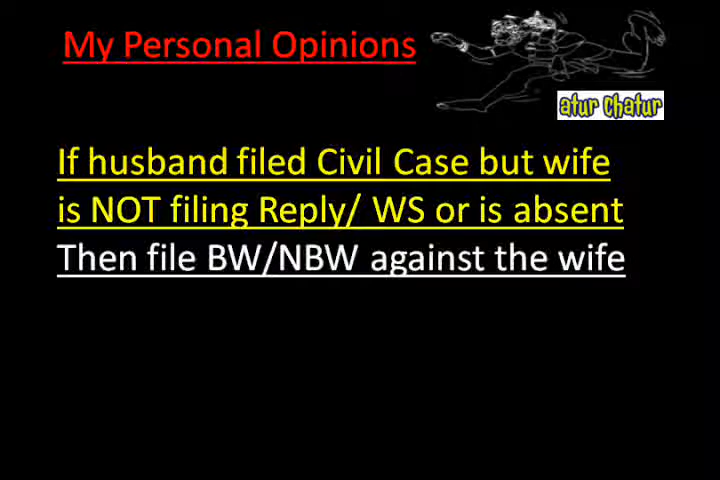 My Personal Opinions
atur chatur
If husband filed Civil Case but wife
is NOT filing Reply/ WS or is absent
Then file BW/NBW against the wife